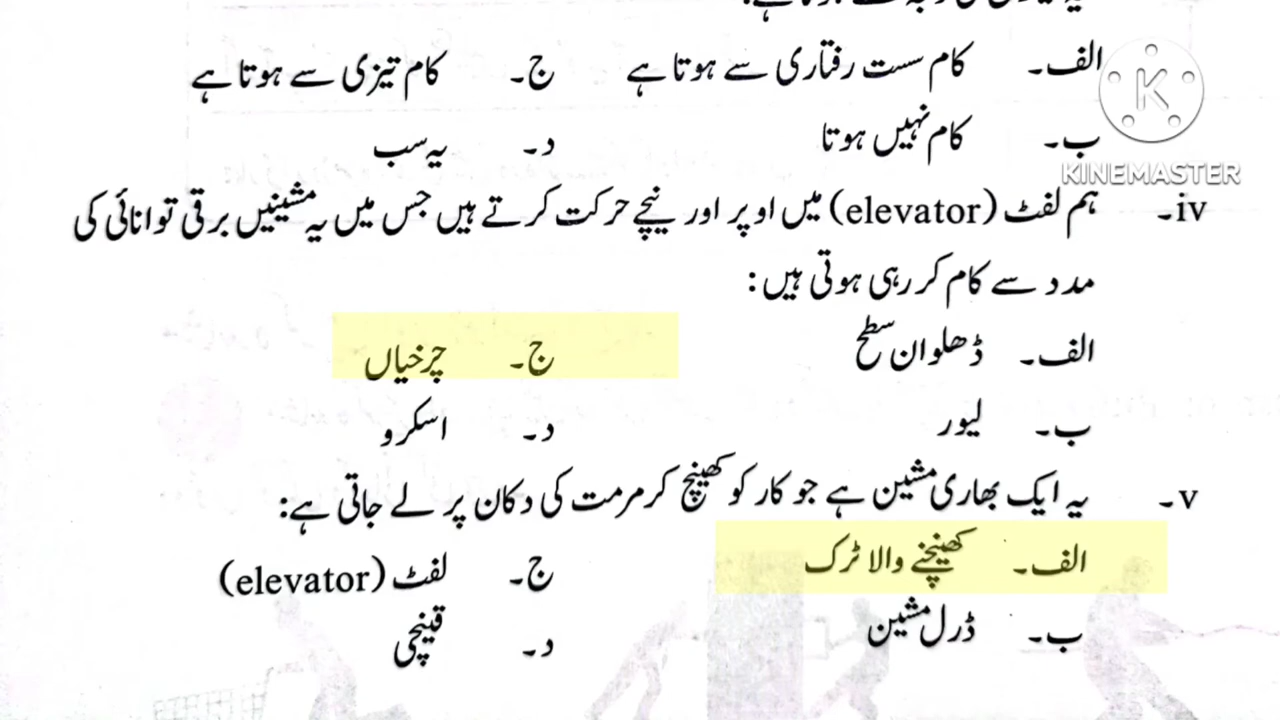 الف۔ کام سست رفتاری سے ہوتا ہے ج۔ کام تیزی سے ہوتا ہے
ب۔ کام نہیں ہوتا د۔ یہ سب
KINEMASTER
iv۔ ہم لفٹ (elevator) میں اوپر اور نیچے حرکت کرتے ہیں جس میں یہ مشینیں برقی توانائی کی
مدد سے کام کر رہی ہوتی ہیں:
الف۔ ڈھلوان سطح ج۔ چرخیاں
ب۔ لیور د۔ اسکرو
v۔ یہ ایک بھاری مشین ہے جو کار کو کھینچ کر مرمت کی دکان پر لے جاتی ہے:
الف۔ کھینچنے والا ٹرک ج۔ لفٹ (elevator)
ب۔ ڈرل مشین د۔ قینچی